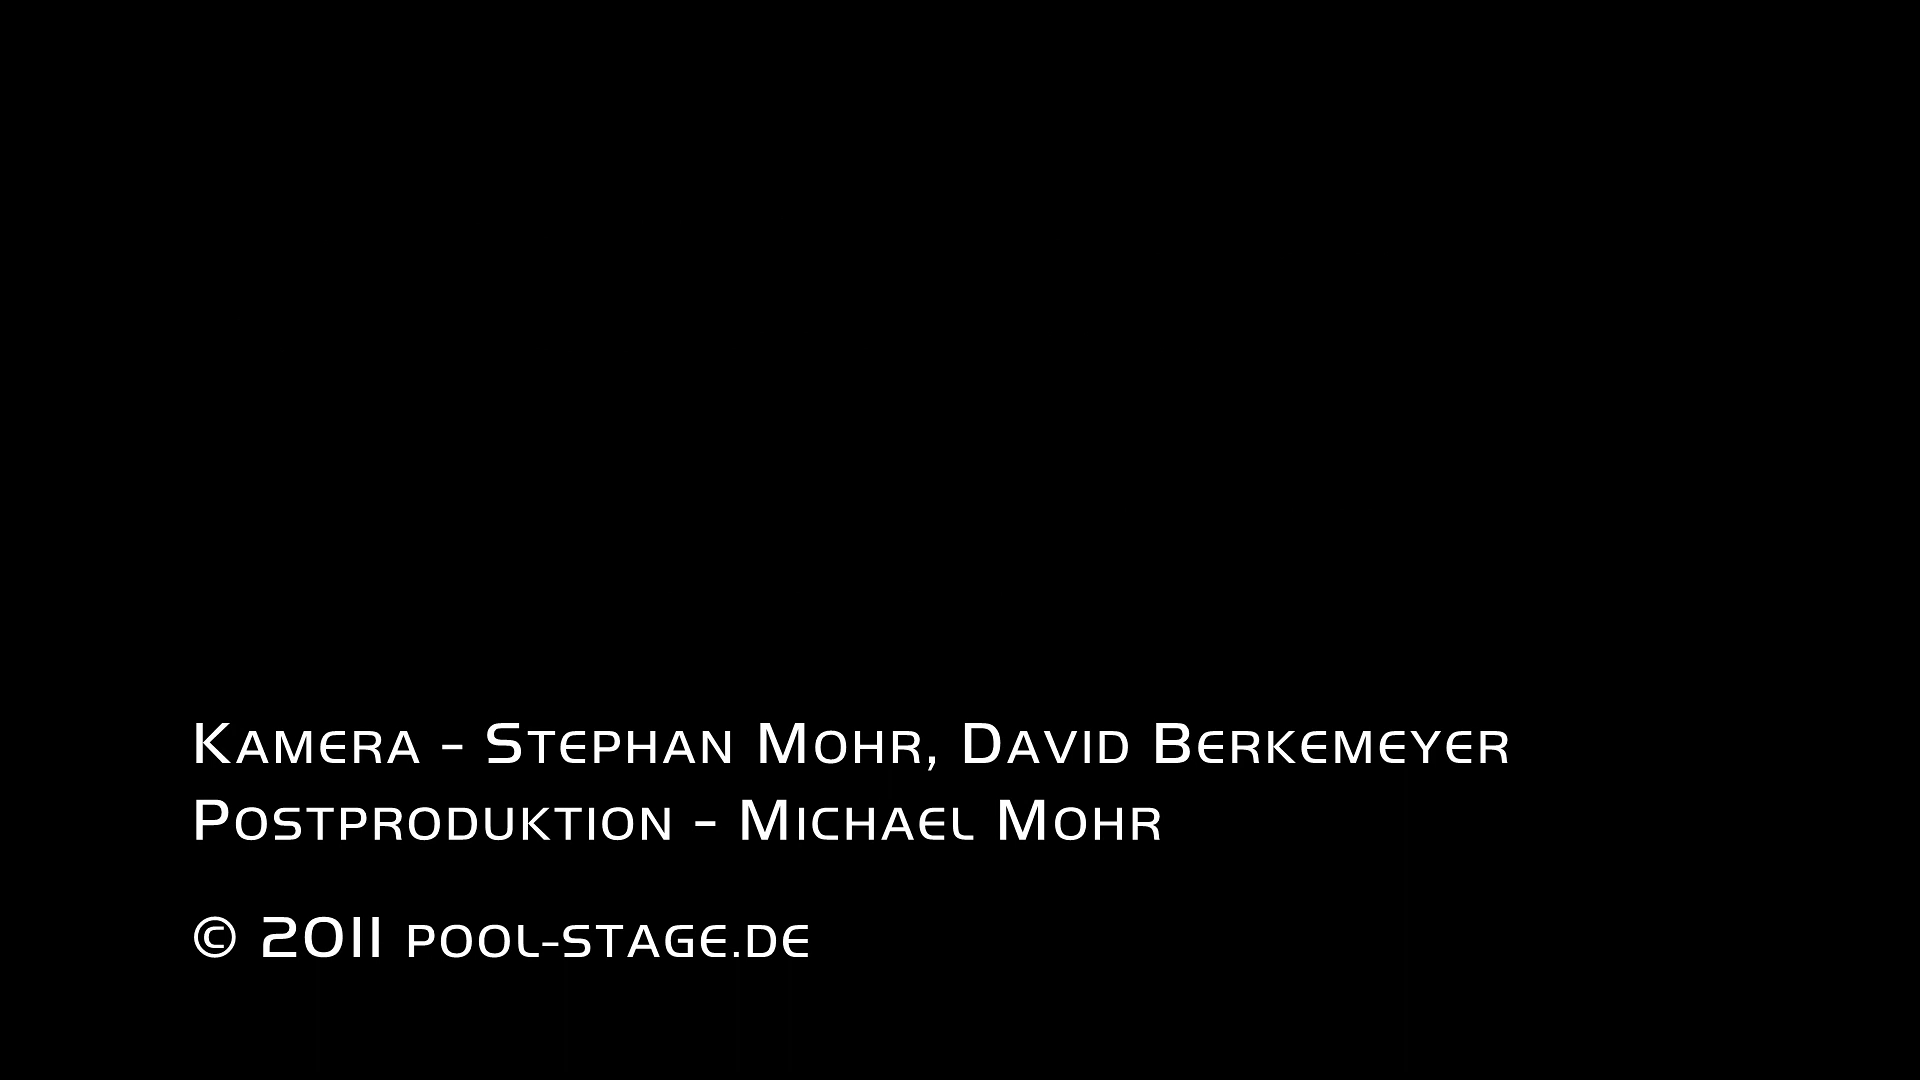 Kamera - Stephan Mohr, David Berkemeyer
Postproduktion - Michael Mohr
© 2011 pool-stage.de